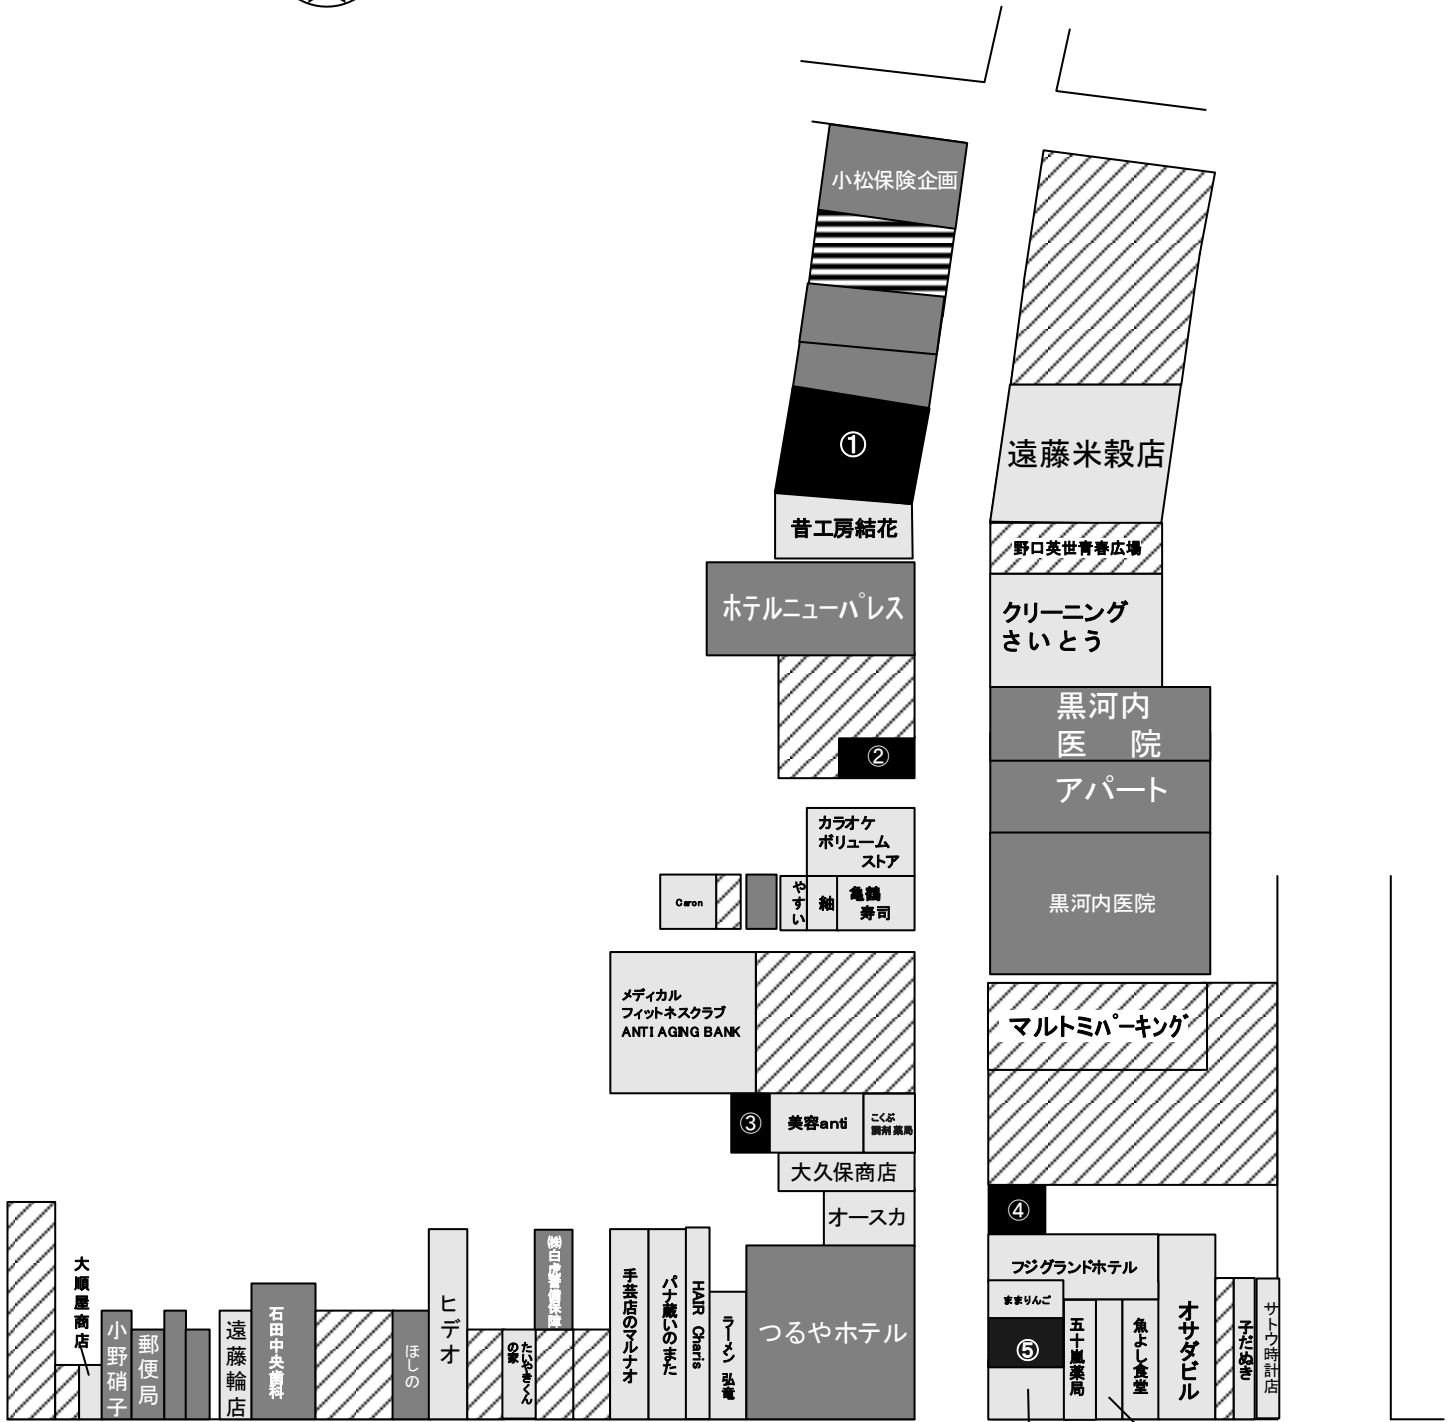 小松保険企画
①
遠藤米穀店
昔工房結花
野口英世青春広場
ホテルニューパレス
クリーニング
さいとう
黒河内
医 院
②
アパート
カラオケ
ボリューム
ストア
Caron
やすい
紬
亀鶴
寿司
黒河内医院
メディカル
フィットネスクラブ
ANTI AGING BANK
マルトミパーキング
③
美容anti
こくぶ
調剤薬局
大久保商店
④
オースカ
フジグランドホテル
ままりんご
⑤
五十嵐薬局
魚よし食堂
オサダビル
子だぬき
サトウ時計店
大順屋商店
小野硝子
郵便局
遠藤輪店
石田中央歯科
ほしの
ヒデオ
たいやきくん
の家
㈱白虎警備保障
手芸店のマルナオ
パナ蔵いのまた
HAIR Charis
ラーメン 弘竜
つるやホテル